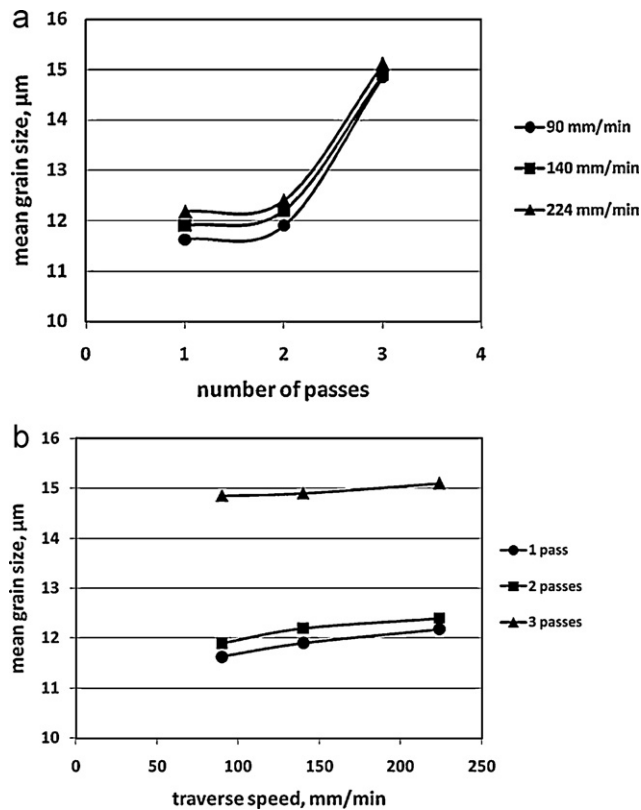 a
16
15
14
13
12
11
10
mean grain size, μm
0 1 2 3 4
number of passes
90 mm/min
140 mm/min
224 mm/min
b
16
15
14
13
12
11
10
mean grain size, μm
0 50 100 150 200 250
traverse speed, mm/min
1 pass
2 passes
3 passes